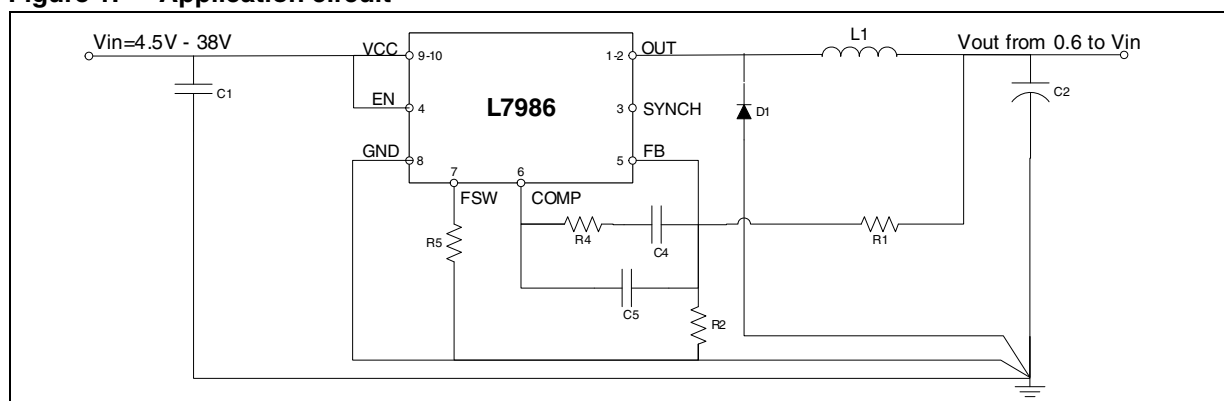 Figure 1. Application circuit
Vin=4.5V - 38V
VCC
9-10
1-2
OUT
L1
Vout from 0.6 to Vin
C1
EN
4
L7986
3
SYNCH
D1
C2
GND
8
5
FB
7
6
FSW
COMP
R5
R4
C4
R1
C5
R2